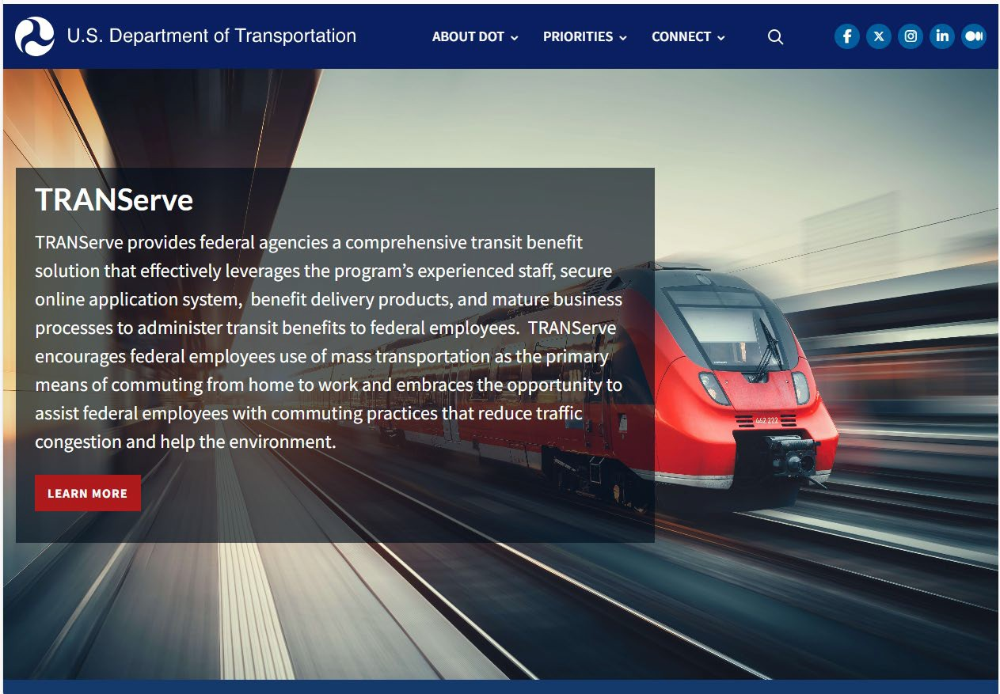 U.S. Department of Transportation
ABOUT DOT
PRIORITIES
CONNECT
TRANServe
TRANServe provides federal agencies a comprehensive transit benefit
solution that effectively leverages the program’s experienced staff, secure
online application system,  benefit delivery products, and mature business
processes to administer transit benefits to federal employees.  TRANServe
encourages federal employees use of mass transportation as the primary
means of commuting from home to work and embraces the opportunity to
assist federal employees with commuting practices that reduce traffic
congestion and help the environment.
442 222
LEARN MORE